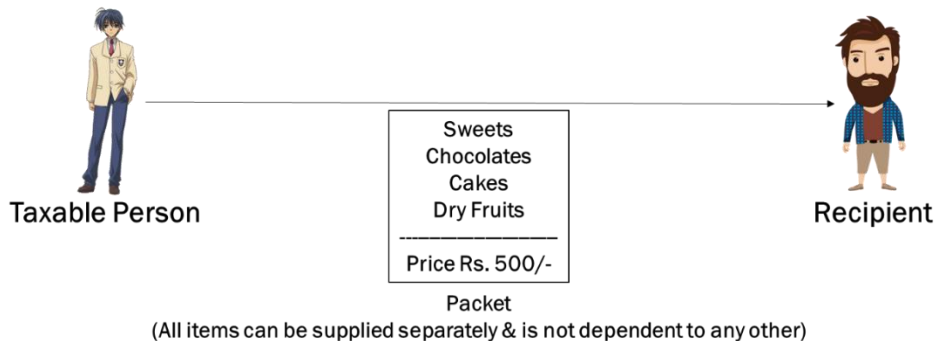 Sweets
Chocolates
Cakes
Dry Fruits
Price Rs. 500/-
Taxable Person
Recipient
Packet
(All items can be supplied separately & is not dependent to any other)